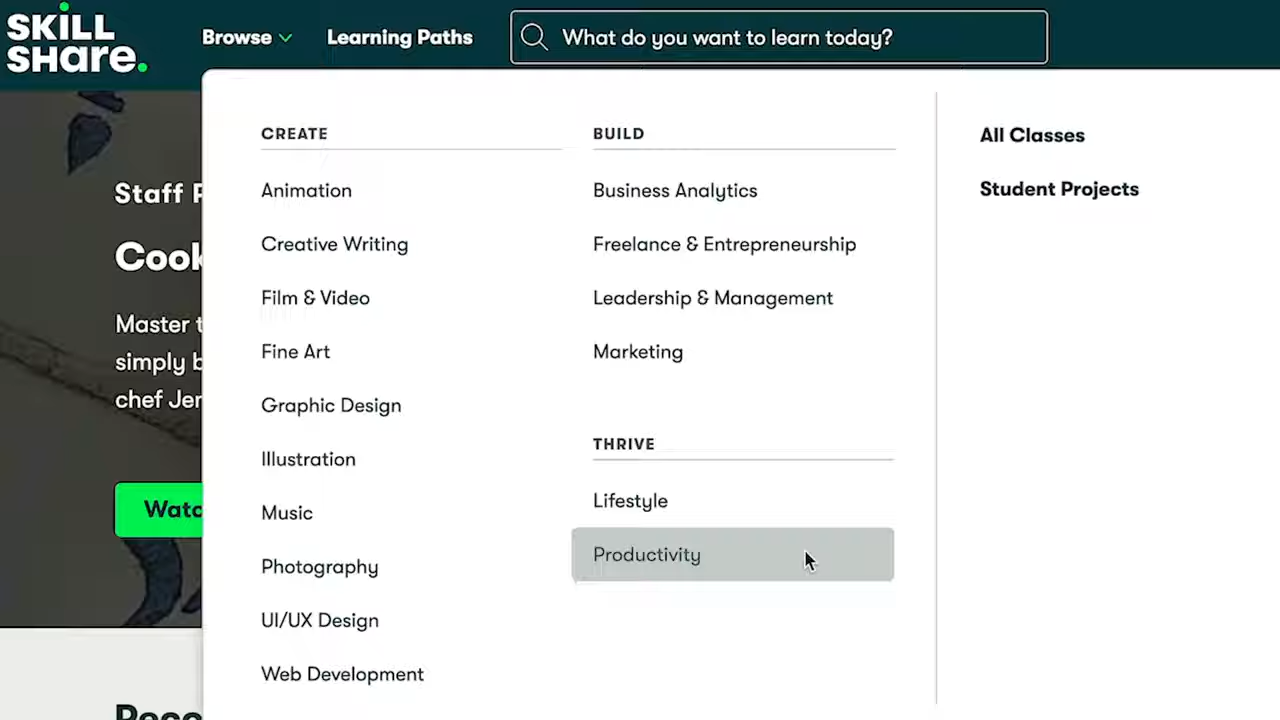 SKILL
SHARE.
Browse
Learning Paths
What do you want to learn today?
Staff
Cook
Master
simply
chef
CREATE
Animation
Creative Writing
Film & Video
Fine Art
Graphic Design
Illustration
Music
Photography
UI/UX Design
Web Development
BUILD
Business Analytics
Freelance & Entrepreneurship
Leadership & Management
Marketing
THRIVE
Lifestyle
Productivity
All Classes
Student Projects